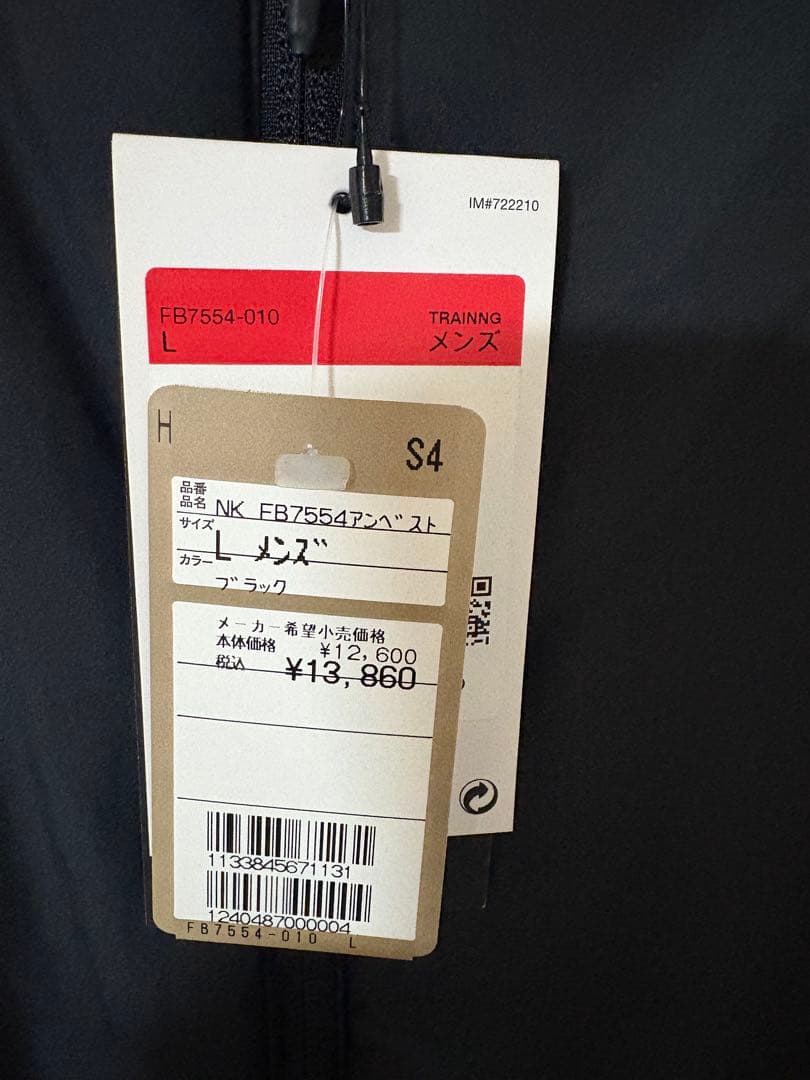 IM#722210
FB7554-010
TRAINNG
L
メンズ
H
S4
品番
品名 NK FB7554アンベスト
サイズ L メンズ
カラー ブラック
メーカー希望小売価格
本体価格 ¥12,600
税込 ¥13,860
1133845671131
1240487000004
FB7554-010 L